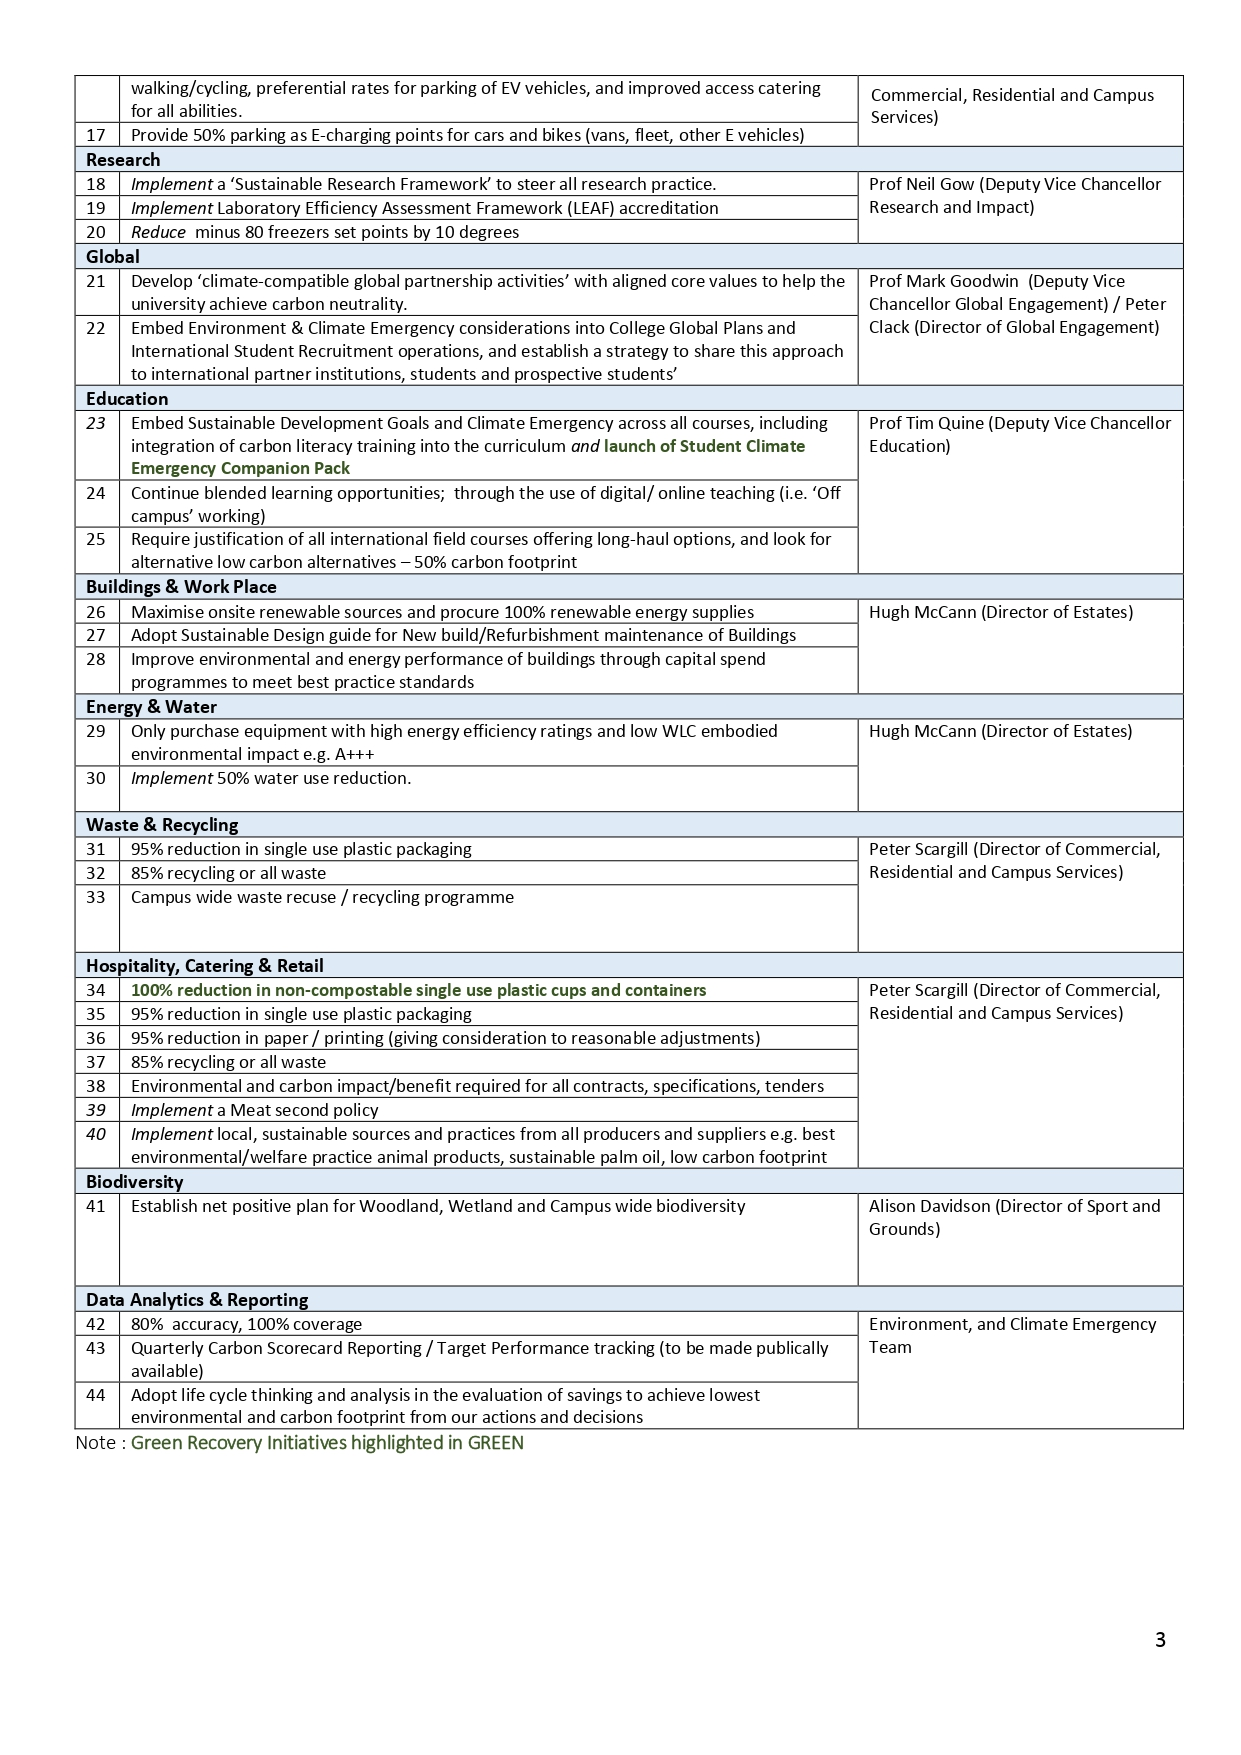 walking/cycling, preferential rates for parking of EV vehicles, and improved access catering
for all abilities.
Commercial, Residential and Campus
Services)
17 Provide 50% parking as E-charging points for cars and bikes (vans, fleet, other E vehicles)
Research
18 Implement a ‘Sustainable Research Framework’ to steer all research practice.
Prof Neil Gow (Deputy Vice Chancellor
Research and Impact)
19 Implement Laboratory Efficiency Assessment Framework (LEAF) accreditation
20 Reduce minus 80 freezers set points by 10 degrees
Global
21 Develop ‘climate-compatible global partnership activities’ with aligned core values to help the
university achieve carbon neutrality.
Prof Mark Goodwin (Deputy Vice
Chancellor Global Engagement) / Peter
Clack (Director of Global Engagement)
22 Embed Environment & Climate Emergency considerations into College Global Plans and
International Student Recruitment operations, and establish a strategy to share this approach
to international partner institutions, students and prospective students’
Education
23 Embed Sustainable Development Goals and Climate Emergency across all courses, including
integration of carbon literacy training into the curriculum and launch of Student Climate
Emergency Companion Pack
Prof Tim Quine (Deputy Vice Chancellor
Education)
24 Continue blended learning opportunities; through the use of digital/ online teaching (i.e. ‘Off
campus’ working)
25 Require justification of all international field courses offering long-haul options, and look for
alternative low carbon alternatives – 50% carbon footprint
Buildings & Work Place
26 Maximise onsite renewable sources and procure 100% renewable energy supplies
Hugh McCann (Director of Estates)
27 Adopt Sustainable Design guide for New build/Refurbishment maintenance of Buildings
28 Improve environmental and energy performance of buildings through capital spend
programmes to meet best practice standards
Energy & Water
29 Only purchase equipment with high energy efficiency ratings and low WLC embodied
environmental impact e.g. A+++
Hugh McCann (Director of Estates)
30 Implement 50% water use reduction.
Waste & Recycling
31 95% reduction in single use plastic packaging
Peter Scargill (Director of Commercial,
Residential and Campus Services)
32 85% recycling or all waste
33 Campus wide waste recuse / recycling programme
Hospitality, Catering & Retail
34 100% reduction in non-compostable single use plastic cups and containers
Peter Scargill (Director of Commercial,
Residential and Campus Services)
35 95% reduction in single use plastic packaging
36 95% reduction in paper / printing (giving consideration to reasonable adjustments)
37 85% recycling or all waste
38 Environmental and carbon impact/benefit required for all contracts, specifications, tenders
39 Implement a Meat second policy
40 Implement local, sustainable sources and practices from all producers and suppliers e.g. best
environmental/welfare practice animal products, sustainable palm oil, low carbon footprint
Biodiversity
41 Establish net positive plan for Woodland, Wetland and Campus wide biodiversity
Alison Davidson (Director of Sport and
Grounds)
Data Analytics & Reporting
42 80% accuracy, 100% coverage
Environment, and Climate Emergency
Team
43 Quarterly Carbon Scorecard Reporting / Target Performance tracking (to be made publically
available)
44 Adopt life cycle thinking and analysis in the evaluation of savings to achieve lowest
environmental and carbon footprint from our actions and decisions
Note : Green Recovery Initiatives highlighted in GREEN
3